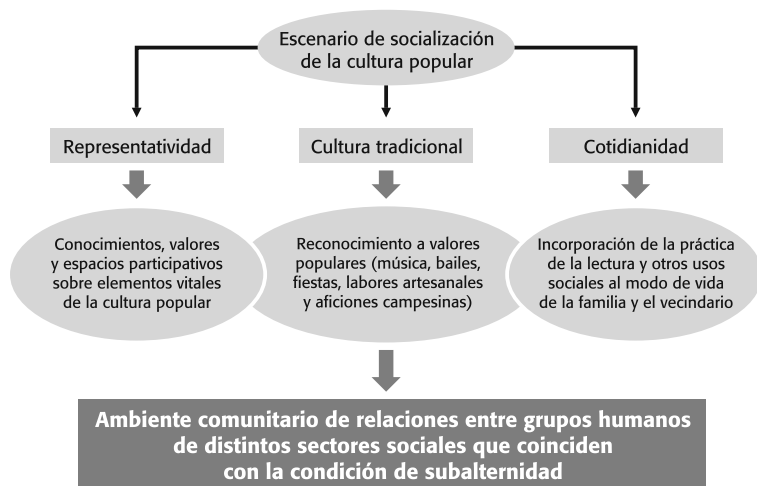 Escenario de socialización
de la cultura popular
Representatividad
Cultura tradicional
Cotidianidad
Conocimientos, valores
y espacios participativos
sobre elementos vitales
de la cultura popular
Reconocimiento a valores
populares (música, bailes,
fiestas, labores artesanales
y aficiones campesinas)
Incorporación de la práctica
de la lectura y otros usos
sociales al modo de vida
de la familia y el vecindario
Ambiente comunitario de relaciones entre grupos humanos
de distintos sectores sociales que coinciden
con la condición de subalternidad